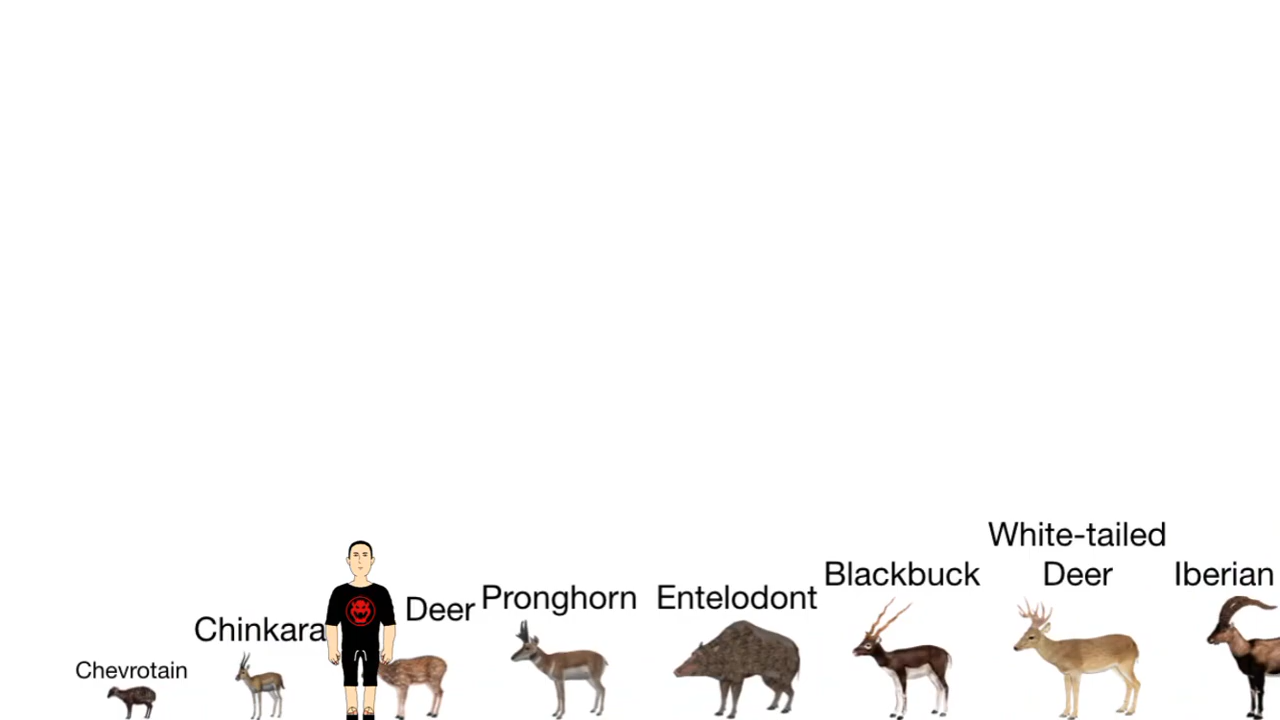 Chevrotain
Chinkara
Deer
Pronghorn
Entelodont
Blackbuck
White-tailed
Deer
Iberian